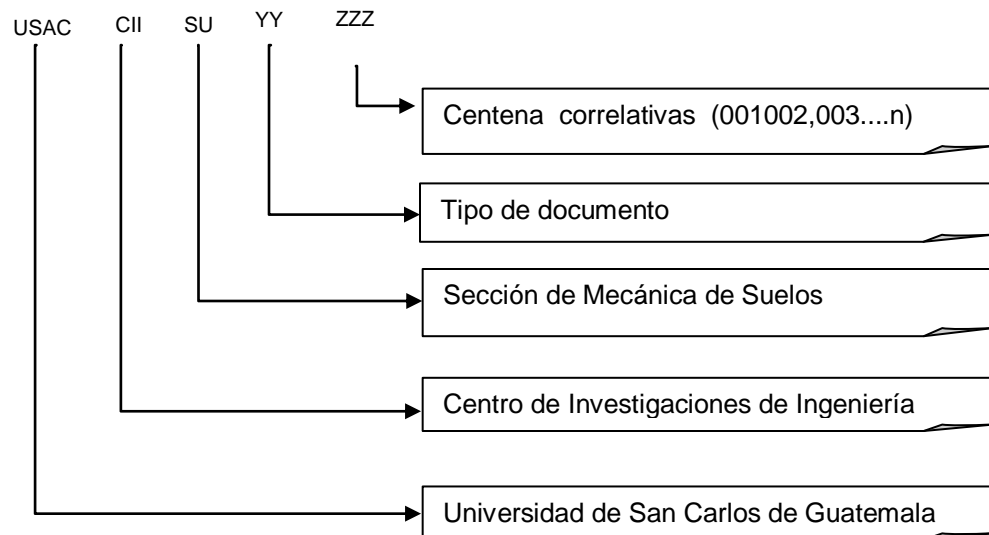 USAC CII SU YY ZZZ
Centena correlativas (001002,003....n)
Tipo de documento
Sección de Mecánica de Suelos
Centro de Investigaciones de Ingeniería
Universidad de San Carlos de Guatemala